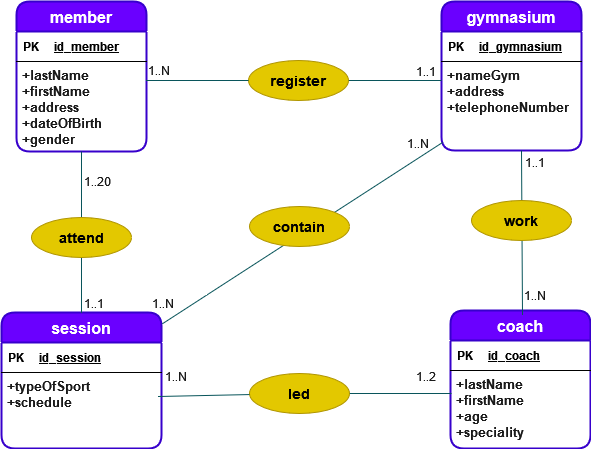 member
PK id_member
+lastName
+firstName
+address
+dateOfBirth
+gender
1..N
register
1..1
gymnasium
PK id_gymnasium
+nameGym
+address
+telephoneNumber
1..20
attend
1..1
1..N
contain
1..N
1..1
work
1..N
session
PK id_session
+typeOfSport
+schedule
1..N
led
1..2
coach
PK id_coach
+lastName
+firstName
+age
+speciality